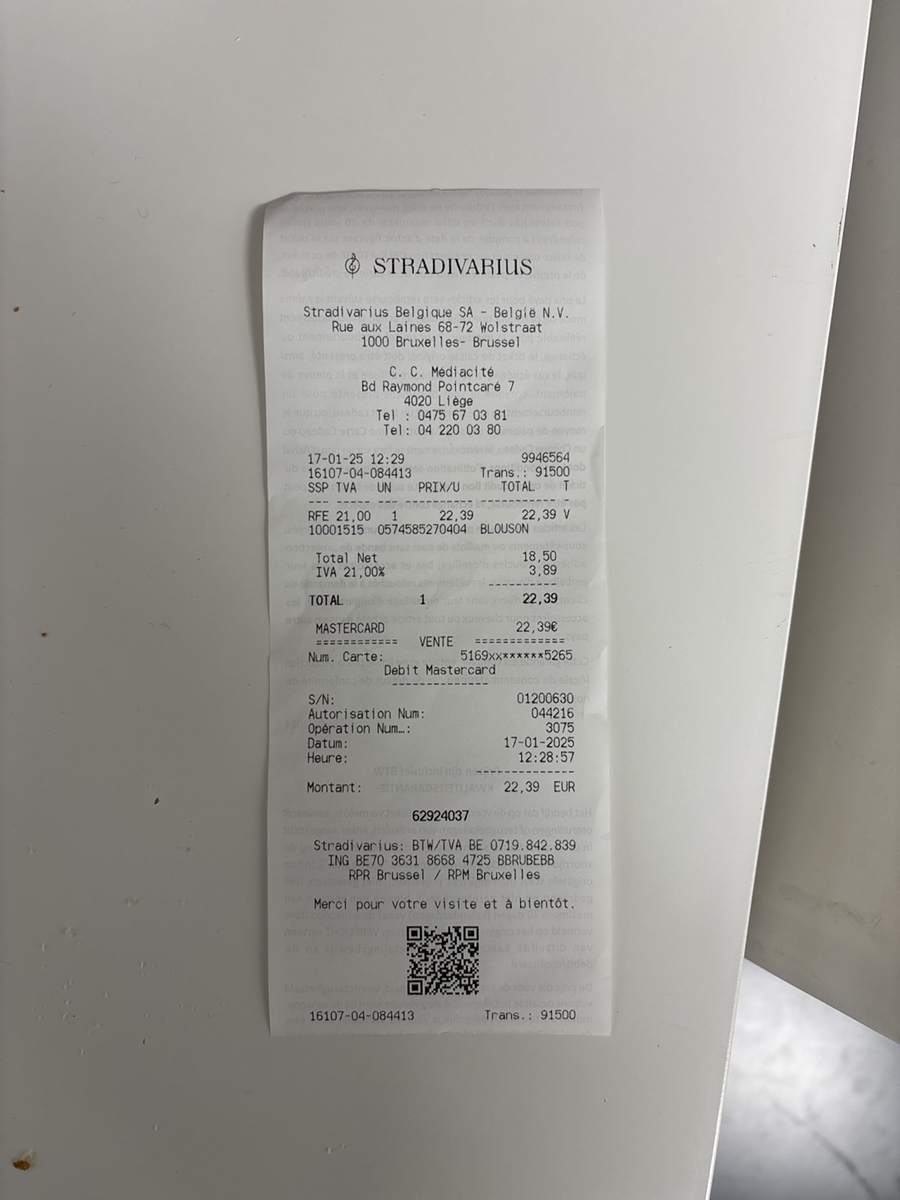 STRADIVARIUS
Stradivarius Belgique SA - België N.V.
Rue aux Laines 68-72 Wolstraat
1000 Bruxelles- Brussel
C. C. Médiacité
Bd Raymond Pointcaré 7
4020 Liège
Tel : 0475 67 03 81
Tel: 04 220 03 80
17-01-25 12:29 9946564
16107-04-084413 Trans.: 91500
SSP TVA UN PRIX/U TOTAL T
--- ----- --- ---------- ----------- --
RFE 21,00 1 22,39 22,39 V
10001515 0574585270404 BLOUSON
Total Net 18,50
IVA 21,00% 3,89
----------
TOTAL 1 22,39
MASTERCARD 22,39€
============ VENTE =============
Num. Carte: 5169xx******5265
Debit Mastercard
--------------
S/N: 01200630
Autorisation Num: 044216
Opération Num…: 3075
Datum: 17-01-2025
Heure: 12:28:57
--------------
Montant: 22,39 EUR
62924037
Stradivarius: BTW/TVA BE 0719.842.839
ING BE70 3631 8668 4725 BBRUBEBB
RPR Brussel / RPM Bruxelles
Merci pour votre visite et à bientôt.
16107-04-084413 Trans.: 91500